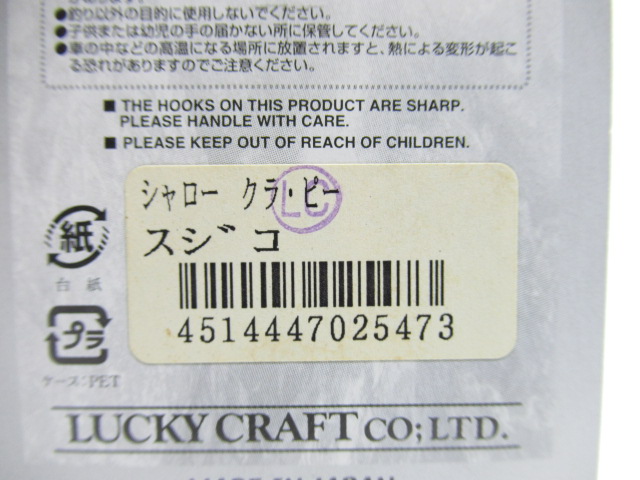 ●釣り以外の目的に使用しないでください。
●子供または幼児の手の届かない所に保管してください。
●車の中などの高温になる場所に放置されますと、熱による変形が起こ
る恐れがありますのでご注意ください。
■ THE HOOKS ON THIS PRODUCT ARE SHARP.
PLEASE HANDLE WITH CARE.
■ PLEASE KEEP OUT OF REACH OF CHILDREN.
シャロー クラ・ピー
LC
スジコ
4514447025473
紙
台紙
プラ
ケース:PET
LUCKY CRAFT CO;LTD.